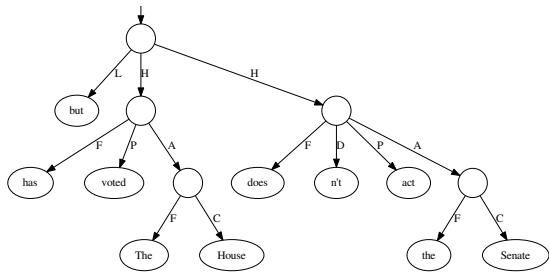 L H H
but
F P A F D P A
has voted does n't act
F C F C
The House the Senate